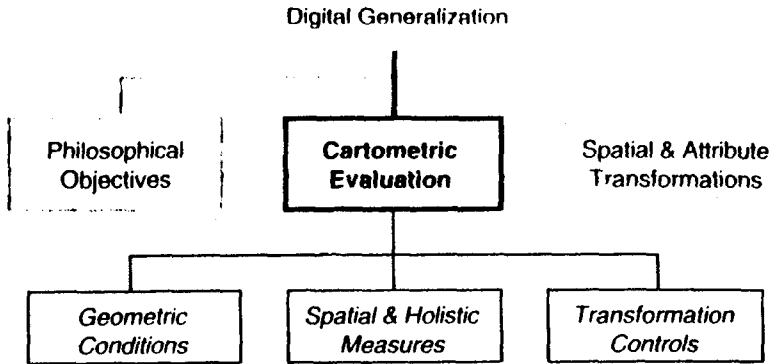 Digital Generalization
Philosophical
Objectives
Cartometric
Evaluation
Spatial & Attribute
Transformations
Geometric
Conditions
Spatial & Holistic
Measures
Transformation
Controls